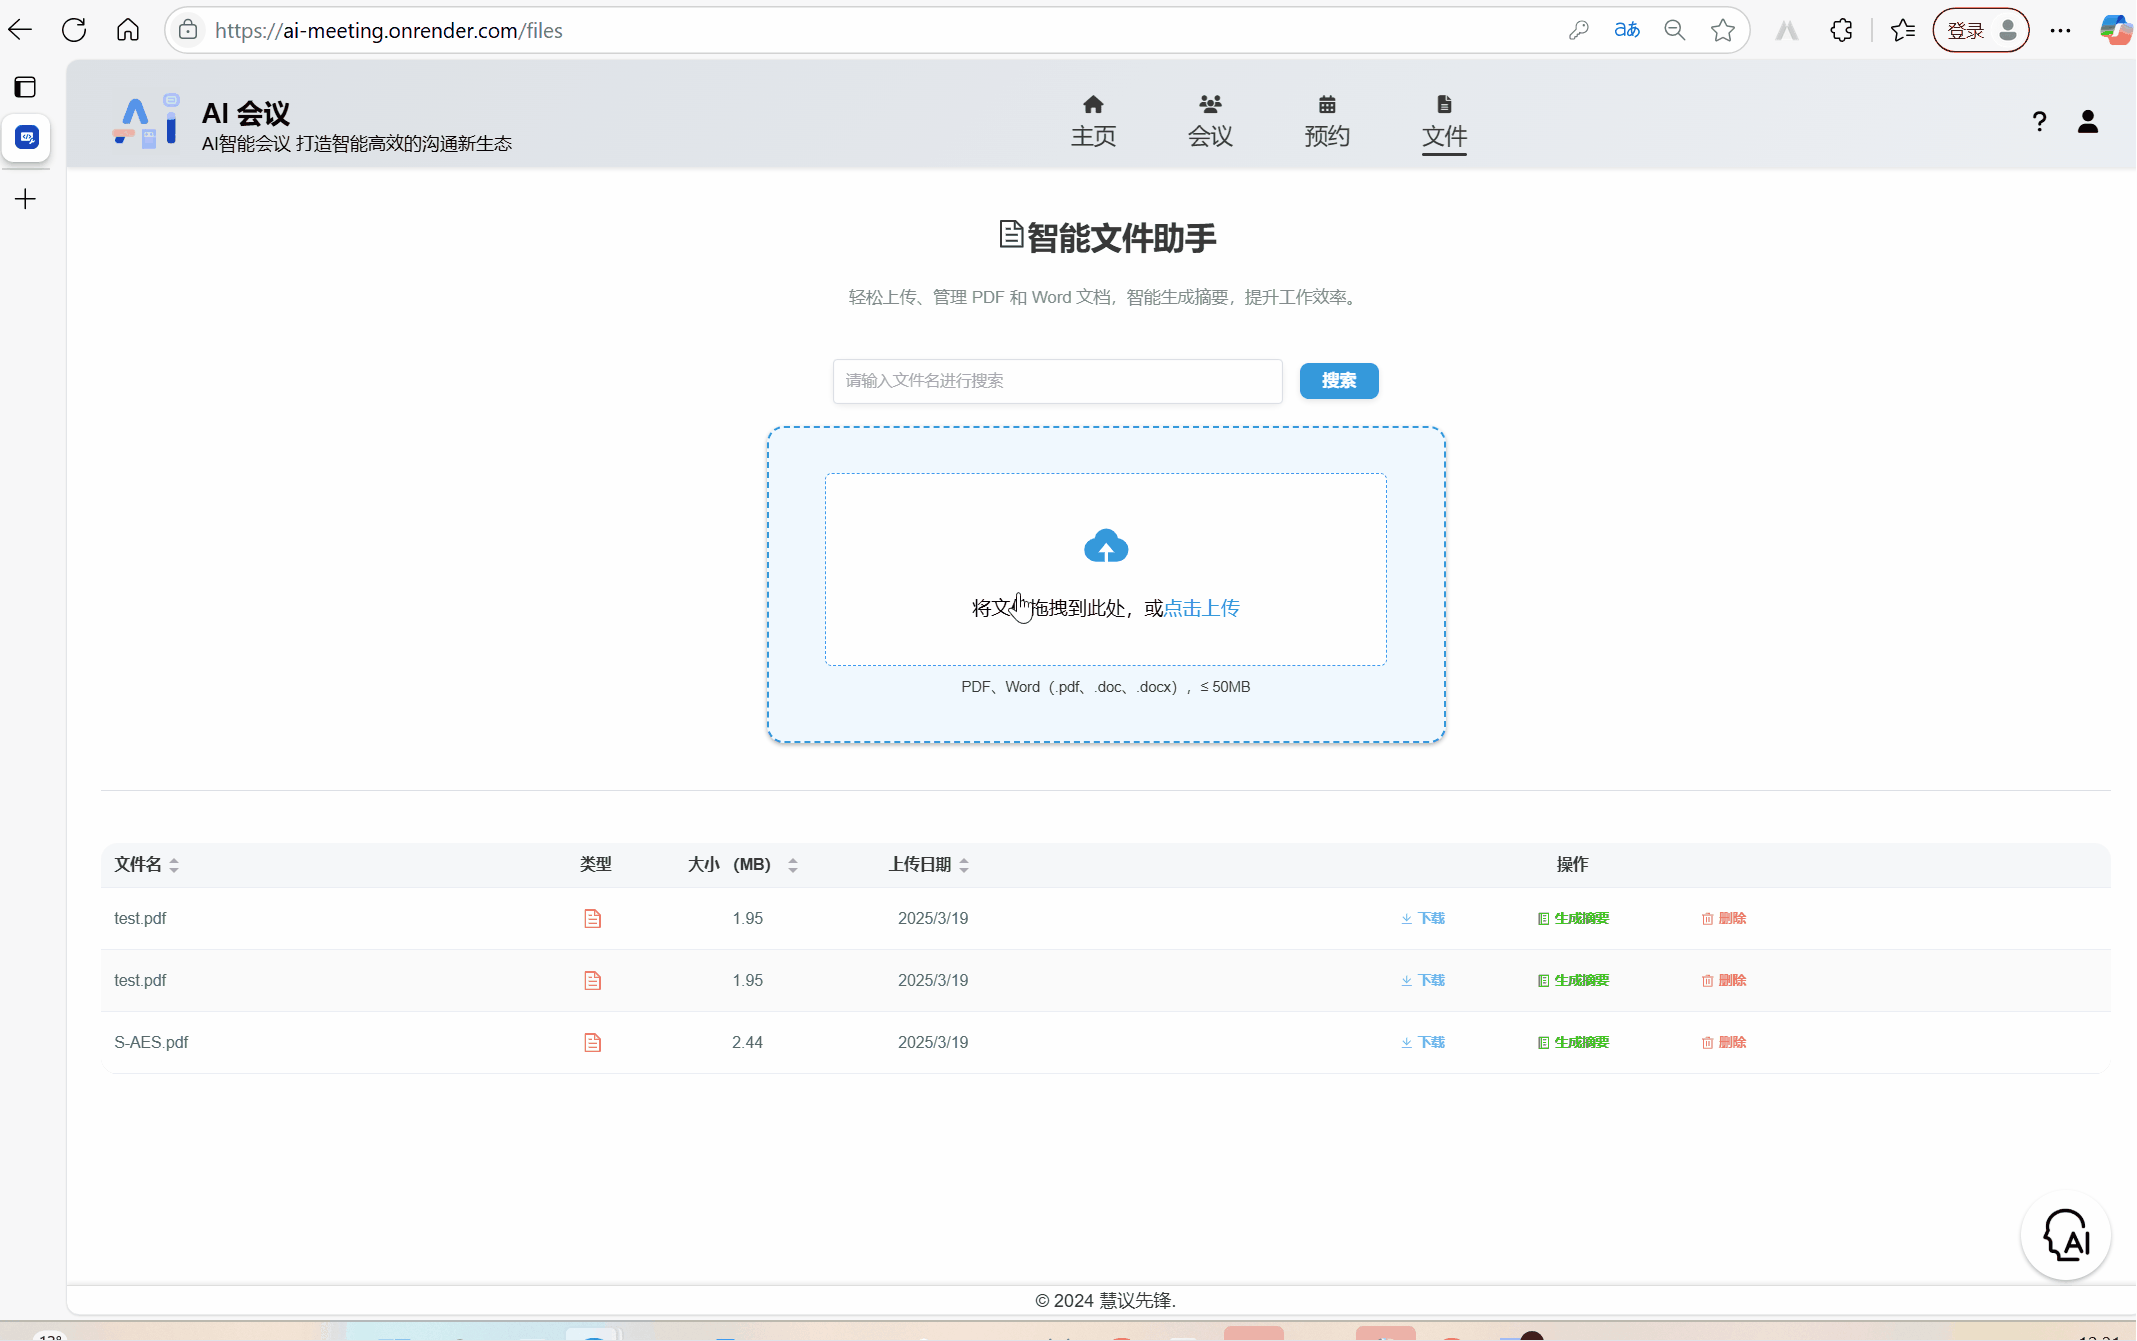 https://ai-meeting.onrender.com/files
aあ
登录
AI 会议
AI智能会议 打造智能高效的沟通新生态
主页
会议
预约
文件
?
智能文件助手
轻松上传、管理 PDF 和 Word 文档，智能生成摘要，提升工作效率。
请输入文件名进行搜索
搜索
将文 拖拽到此处，或点击上传
PDF、Word（.pdf、.doc、.docx），≤ 50MB
文件名 类型 大小 （MB） 上传日期 操作
test.pdf 1.95 2025/3/19 下载 生成摘要 删除
test.pdf 1.95 2025/3/19 下载 生成摘要 删除
S-AES.pdf 2.44 2025/3/19 下载 生成摘要 删除
AI
© 2024 慧议先锋.